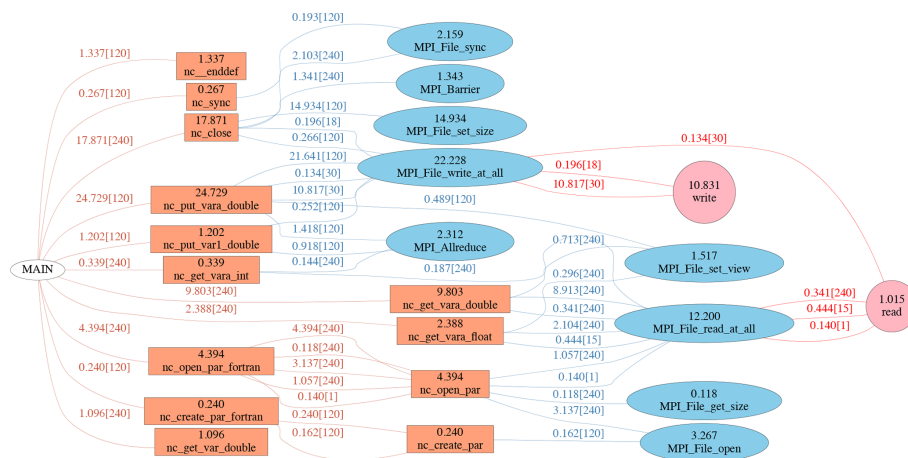 0.193[120]
2.159
MPI_File_sync
1.337[120]
1.337
nc__enddef
2.103[240]
0.267[120]
0.267
nc_sync
1.341[240]
1.343
MPI_Barrier
17.871[240]
17.871
nc_close
14.934[120]
14.934
MPI_File_set_size
0.196[18]
0.266[120]
0.134[30]
21.641[120]
22.228
MPI_File_write_at_all
0.196[18]
0.134[30]
10.817[30]
10.831
write
24.729[120]
24.729
nc_put_vara_double
10.817[30]
0.489[120]
0.252[120]
1.202[120]
1.202
nc_put_var1_double
1.418[120]
2.312
MPI_Allreduce
0.713[240]
0.918[120]
1.517
MPI_File_set_view
0.339[240]
0.339
nc_get_vara_int
0.144[240]
0.187[240]
0.296[240]
MAIN
9.803[240]
9.803
nc_get_vara_double
8.913[240]
2.388[240]
0.341[240]
0.341[240]
1.015
read
2.388
nc_get_vara_float
2.104[240]
12.200
MPI_File_read_at_all
0.444[15]
0.444[15]
0.140[1]
4.394[240]
4.394[240]
0.118[240]
1.057[240]
4.394
nc_open_par_fortran
3.137[240]
1.057[240]
4.394
nc_open_par
0.140[1]
0.140[1]
0.118[240]
0.118
MPI_File_get_size
0.240[120]
0.240
nc_create_par_fortran
0.240[120]
3.137[240]
1.096[240]
1.096
nc_get_var_double
0.162[120]
0.240
nc_create_par
0.162[120]
3.267
MPI_File_open